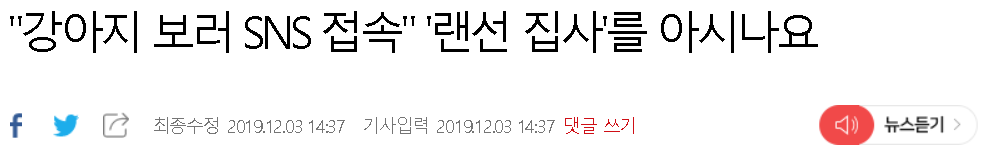 "강아지 보러 SNS 접속" '랜선 집사'를 아시나요
최종수정 2019.12.03 14:37 기사입력 2019.12.03 14:37 댓글 쓰기 뉴스듣기